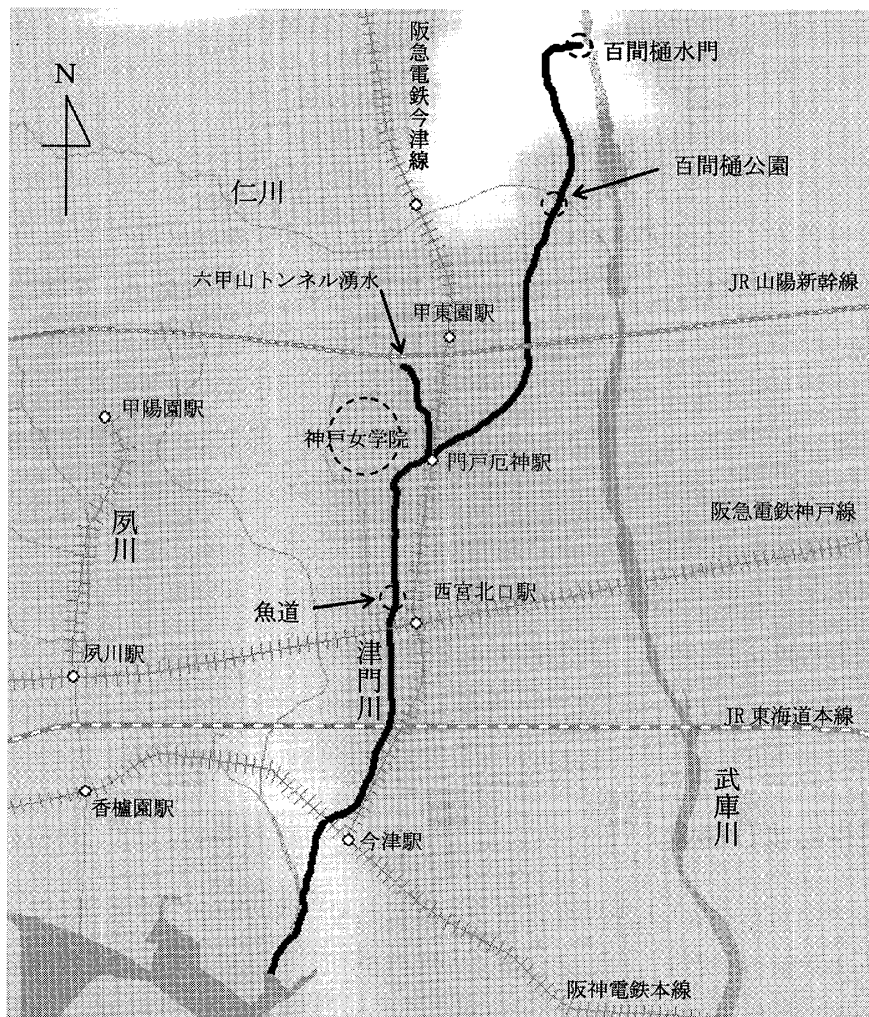 阪急電鉄今津線
百間樋水門
N
百間樋公園
仁川
六甲山トンネル湧水
JR山陽新幹線
甲東園駅
甲陽園駅
神戸女学院
門戸厄神駅
阪急電鉄神戸線
夙川
西宮北口駅
魚道
夙川駅
津門川
JR東海道本線
武庫川
香櫨園駅
今津駅
阪神電鉄本線